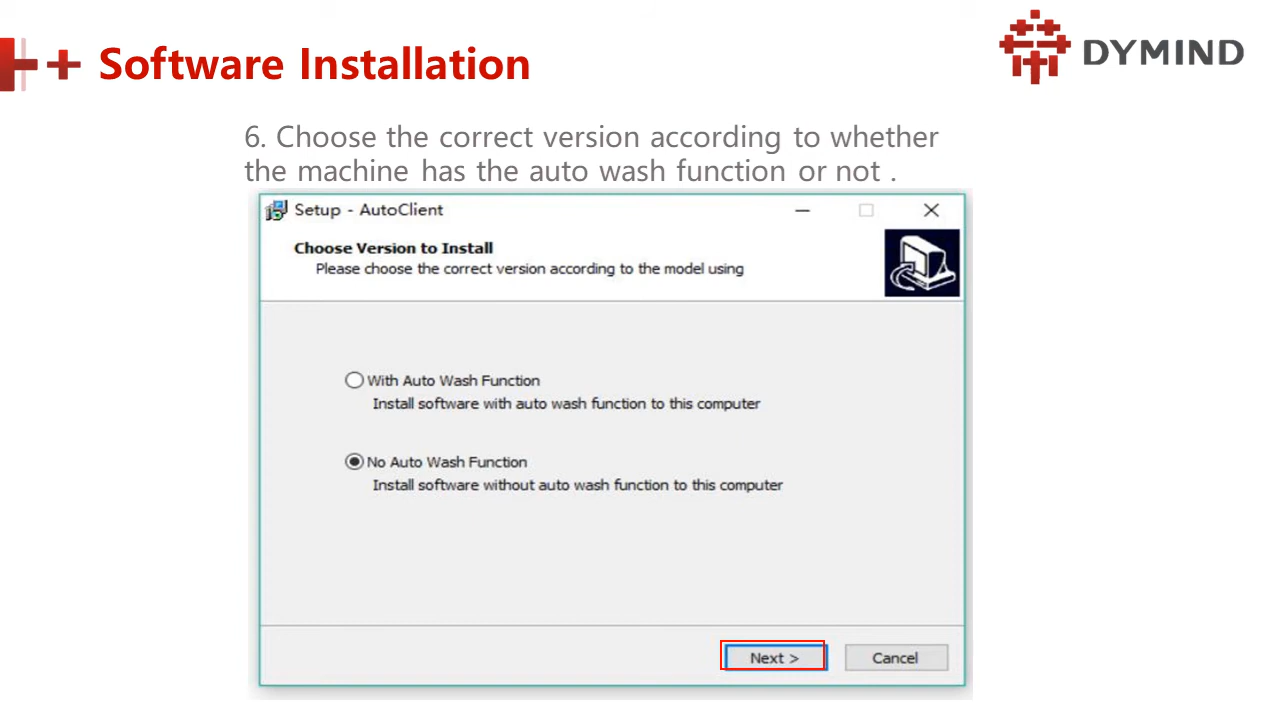 Software Installation
DYMIND
6. Choose the correct version according to whether
the machine has the auto wash function or not .
Setup - AutoClient
Choose Version to Install
Please choose the correct version according to the model using
With Auto Wash Function
Install software with auto wash function to this computer
No Auto Wash Function
Install software without auto wash function to this computer
Next >
Cancel